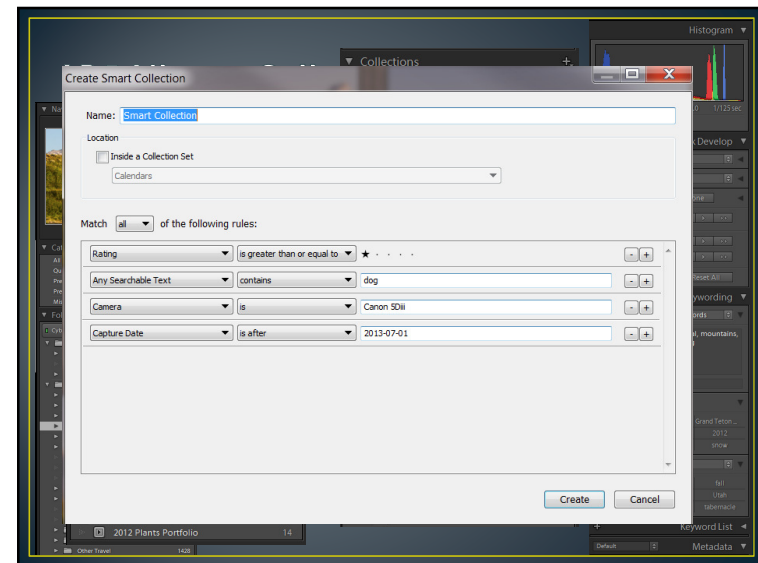 Histogram
Collections +
Create Smart Collection
Name: Smart Collection
1/125 sec
Location
Inside a Collection Set
Develop
Calendars
Match all of the following rules:
Rating is greater than or equal to ★ · · · · - +
Any Searchable Text contains dog - +
Reset All
Camera is Canon 5Diii - +
Capture Date is after 2013-07-01 - +
mountains,
Grand Teton ...
2012
snow
fall
Create Cancel
Utah
tabernacle
+ Keyword List
2012 Plants Portfolio 14
Other Travel 1428
Default Metadata